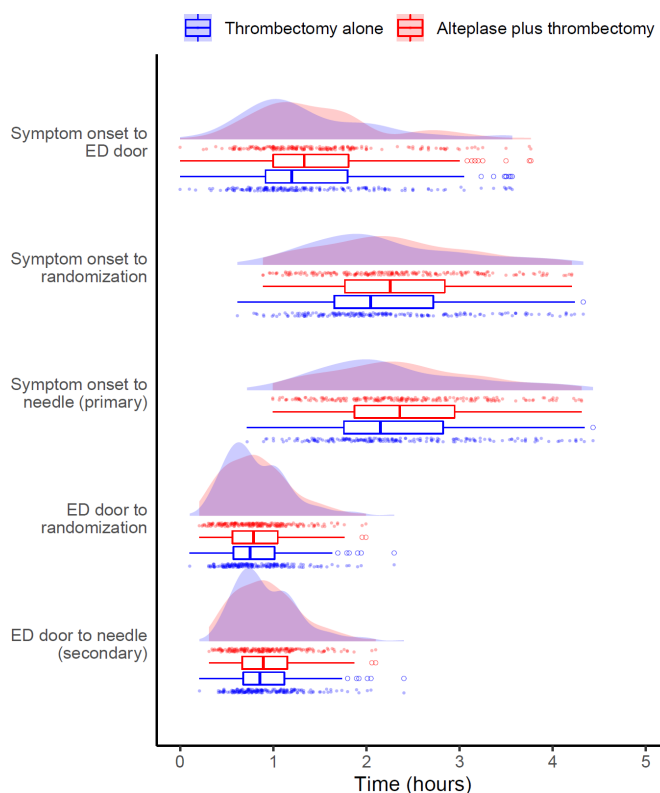 Thrombectomy alone
Alteplase plus thrombectomy
Symptom onset to
ED door
Symptom onset to
randomization
Symptom onset to
needle (primary)
ED door to
randomization
ED door to needle
(secondary)
0 1 2 3 4 5
Time (hours)